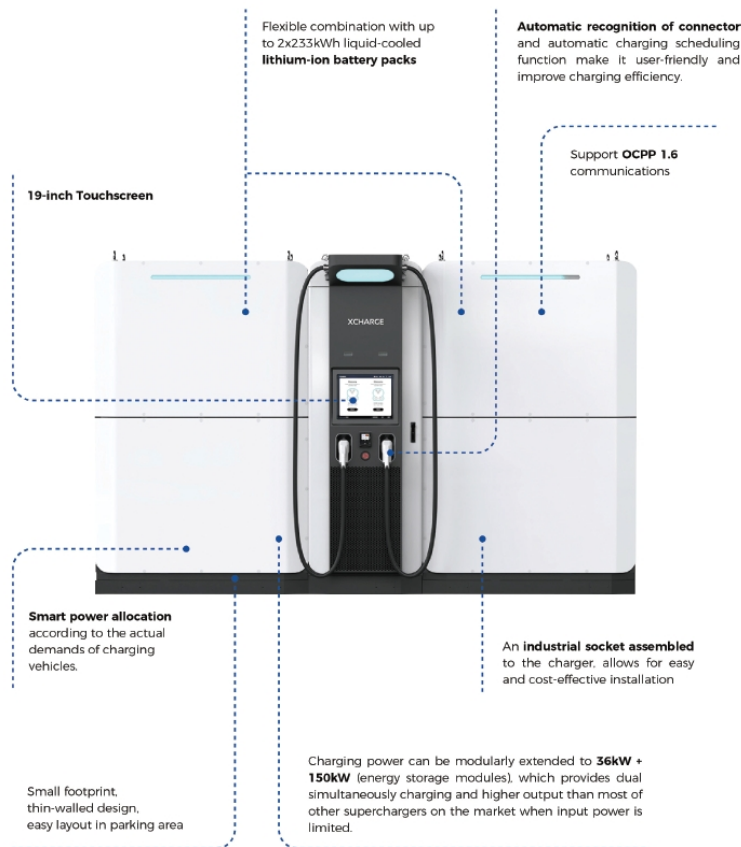 Flexible combination with up
to 2x233kWh liquid-cooled
lithium-ion battery packs
Automatic recognition of connector
and automatic charging scheduling
function make it user-friendly and
improve charging efficiency.
Support OCPP 1.6
communications
19-inch Touchscreen
XCHARGE
Smart power allocation
according to the actual
demands of charging
vehicles.
An industrial socket assembled
to the charger, allows for easy
and cost-effective installation
Small footprint,
thin-walled design,
easy layout in parking area
Charging power can be modularly extended to 36kW +
150kW (energy storage modules), which provides dual
simultaneously charging and higher output than most of
other superchargers on the market when input power is
limited.